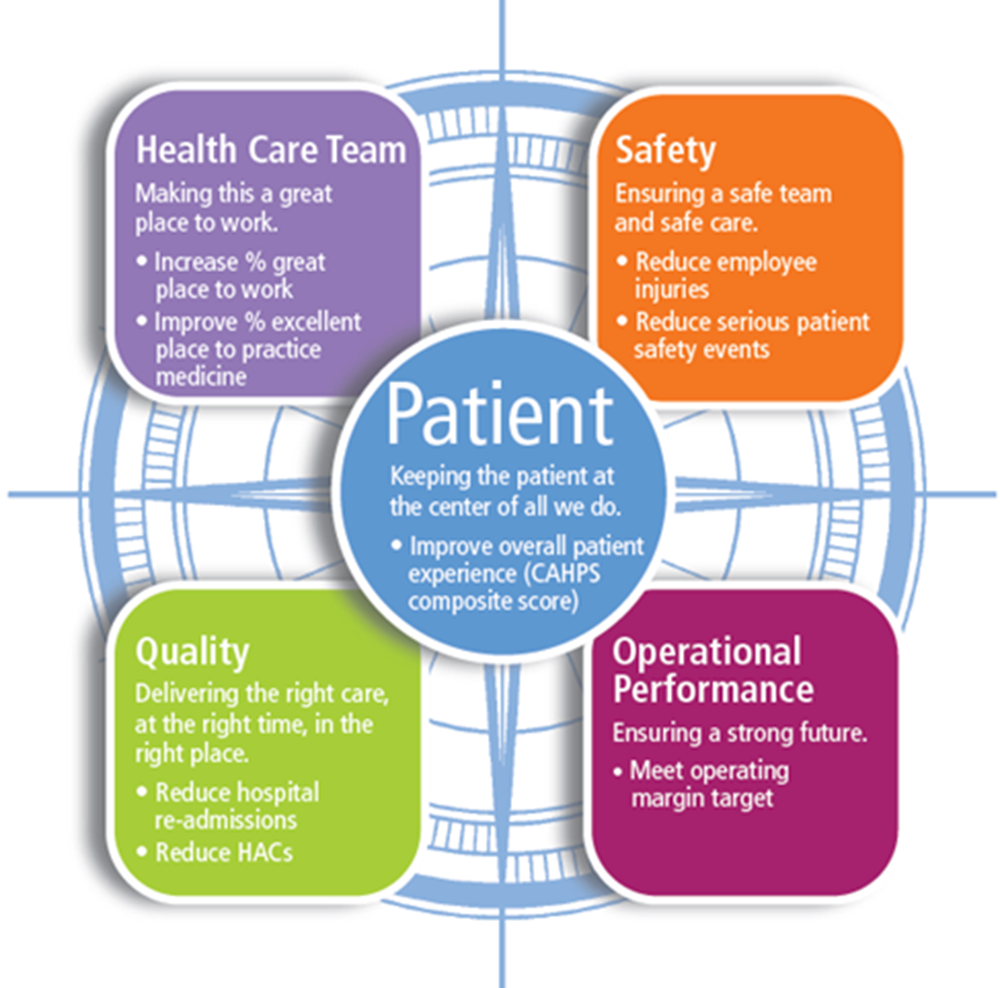 Health Care Team
Making this a great
place to work.
• Increase % great
place to work
• Improve % excellent
place to practice
medicine
Safety
Ensuring a safe team
and safe care.
• Reduce employee
injuries
• Reduce serious patient
safety events
Patient
Keeping the patient at
the center of all we do.
• Improve overall patient
experience (CAHPS
composite score)
Quality
Delivering the right care,
at the right time, in the
right place.
• Reduce hospital
re-admissions
• Reduce HACs
Operational
Performance
Ensuring a strong future.
• Meet operating
margin target